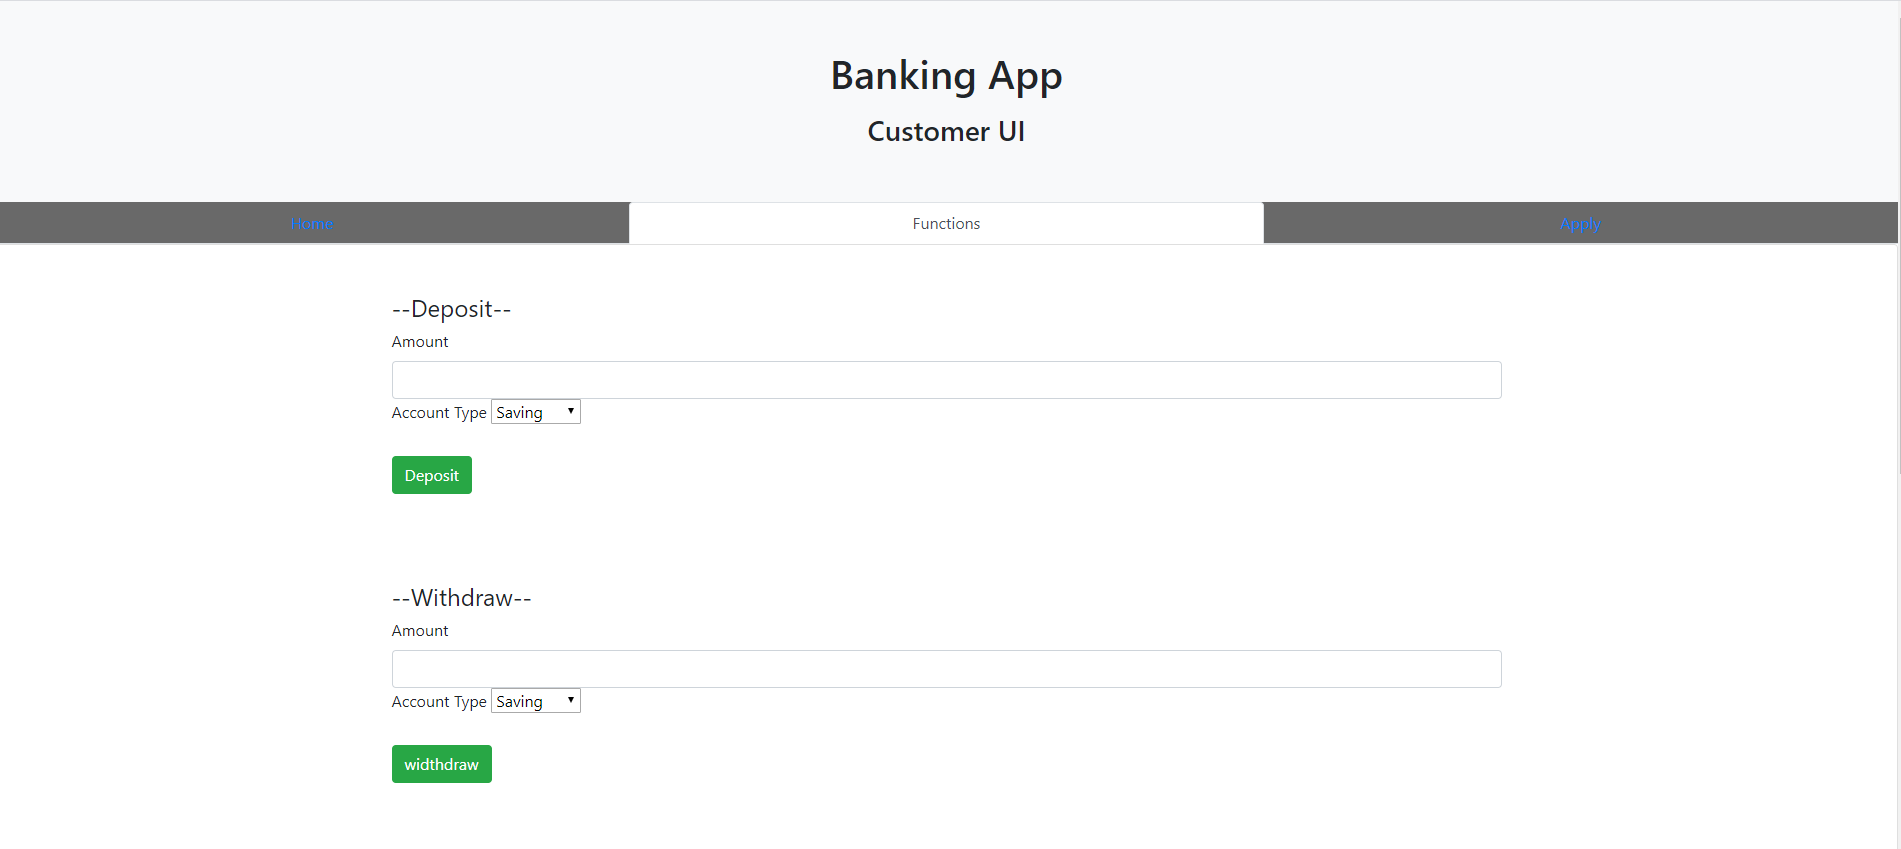 Banking App
Customer UI
Home Functions Apply
--Deposit--
Amount
Account Type Saving
Deposit
--Withdraw--
Amount
Account Type Saving
widthdraw